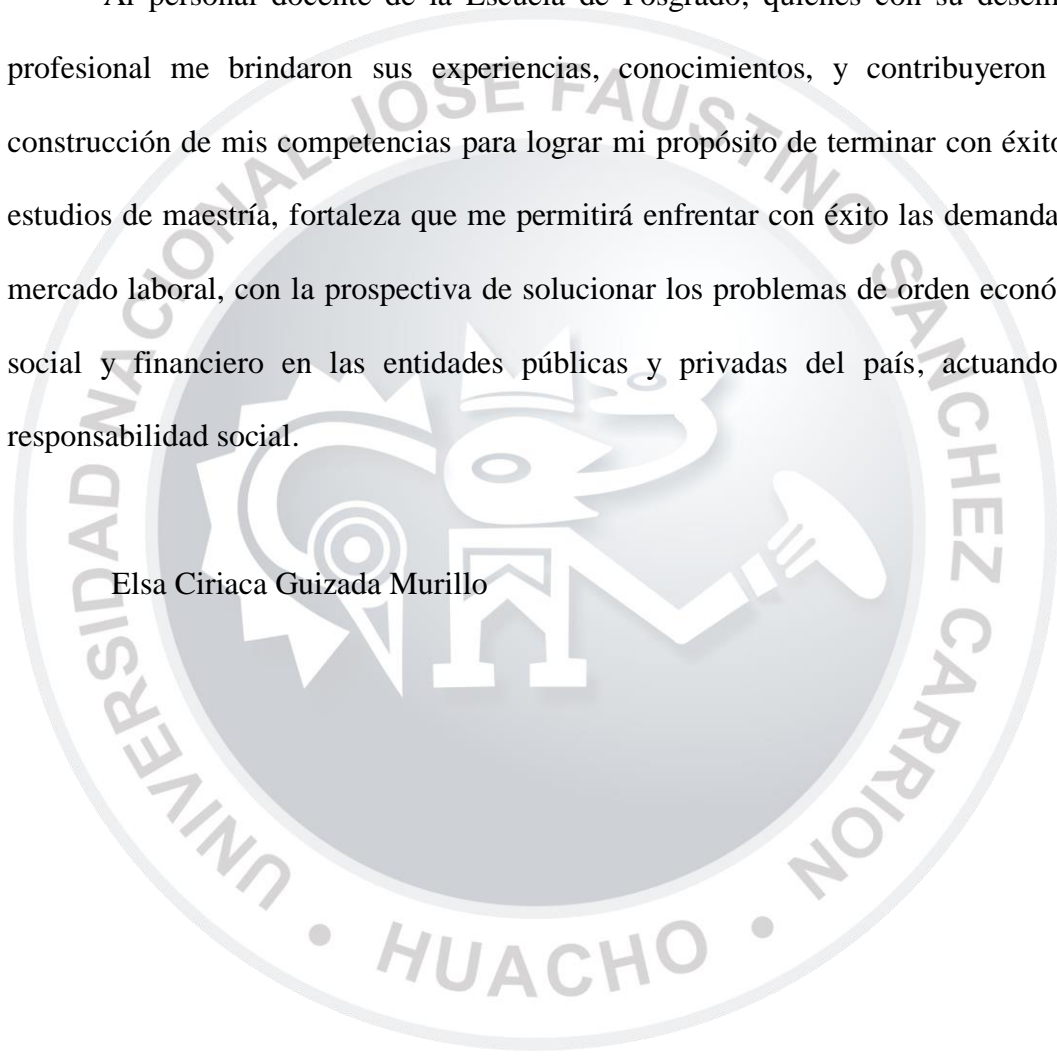 Al personal docente de la Escuela de Posgrado, quienes con su
profesional me brindaron sus experiencias, conocimientos, y contribuyeron
construcción de mis competencias para lograr mi propósito de terminar con éxito
estudios de maestría, fortaleza que me permitirá enfrentar con éxito las
mercado laboral, con la prospectiva de solucionar los problemas de orden
social y financiero en las entidades públicas y privadas del país, actuando
responsabilidad social.
Elsa Ciriaca Guizada Murillo
UNIVERSIDAD NACIONAL JOSE FAUSTINO SANCHEZ CARRION
• HUACHO •